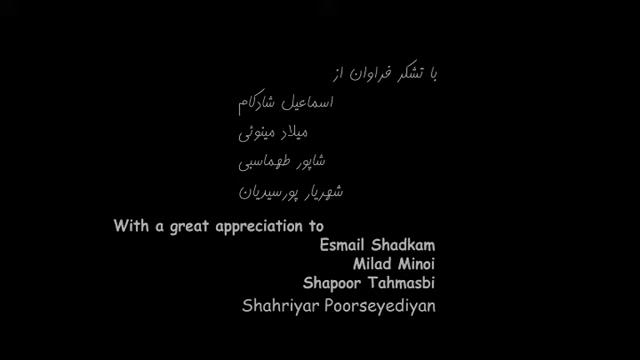 با تشکر فراوان از
اسماعیل شادکام
میلاد مینوئی
شاپور طهماسبی
شهریار پورسیدیان
With a great appreciation to
Esmail Shadkam
Milad Minoi
Shapoor Tahmasbi
Shahriyar Poorseyediyan